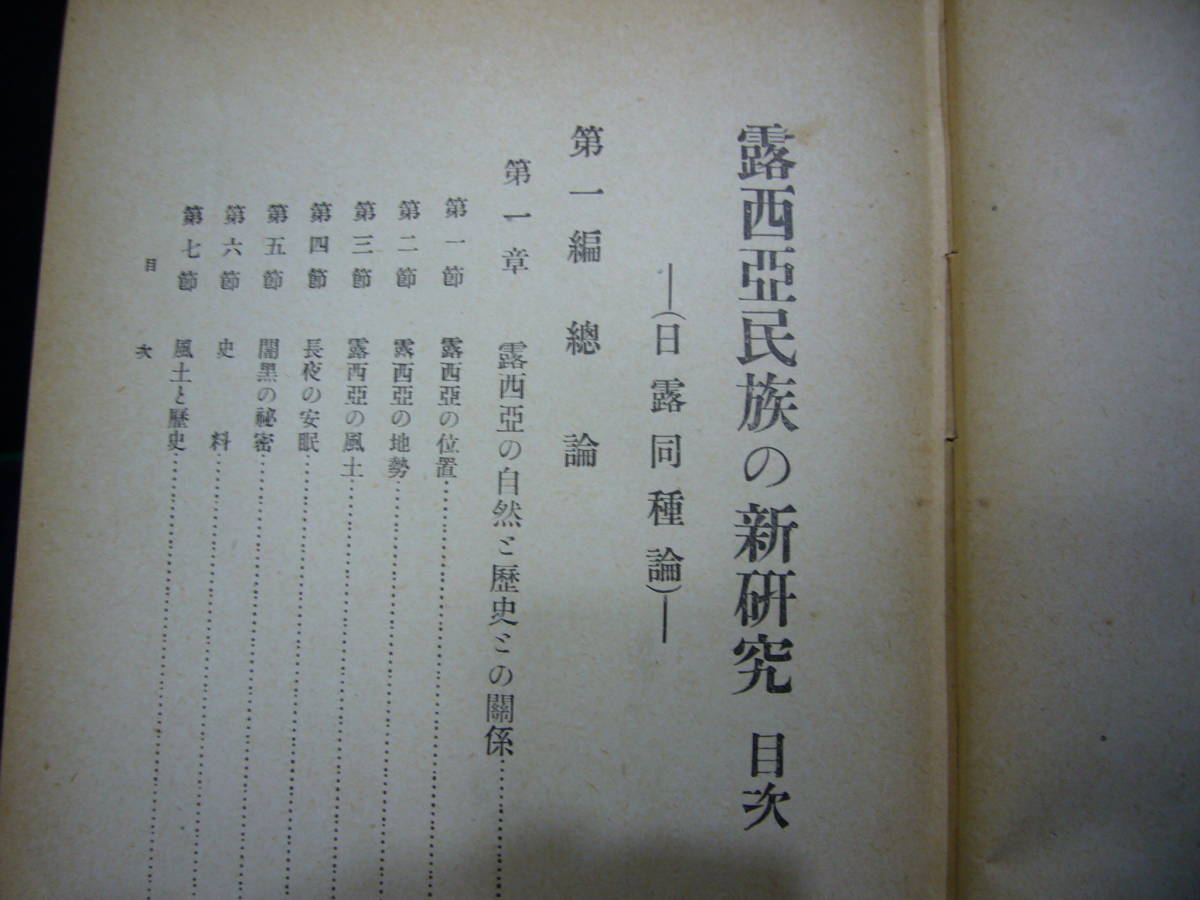 露西亞民族の新研究 目次
―(日露同種論)―
第一編 總論
第一章 露西亞の自然と歷史との關係
第一節 露西亞の位置
第二節 露西亞の地勢
第三節 露西亞の風土
第四節 長夜の安眠
第五節 闇黑の祕密
第六節 史料
第七節 風土と歷史
目次